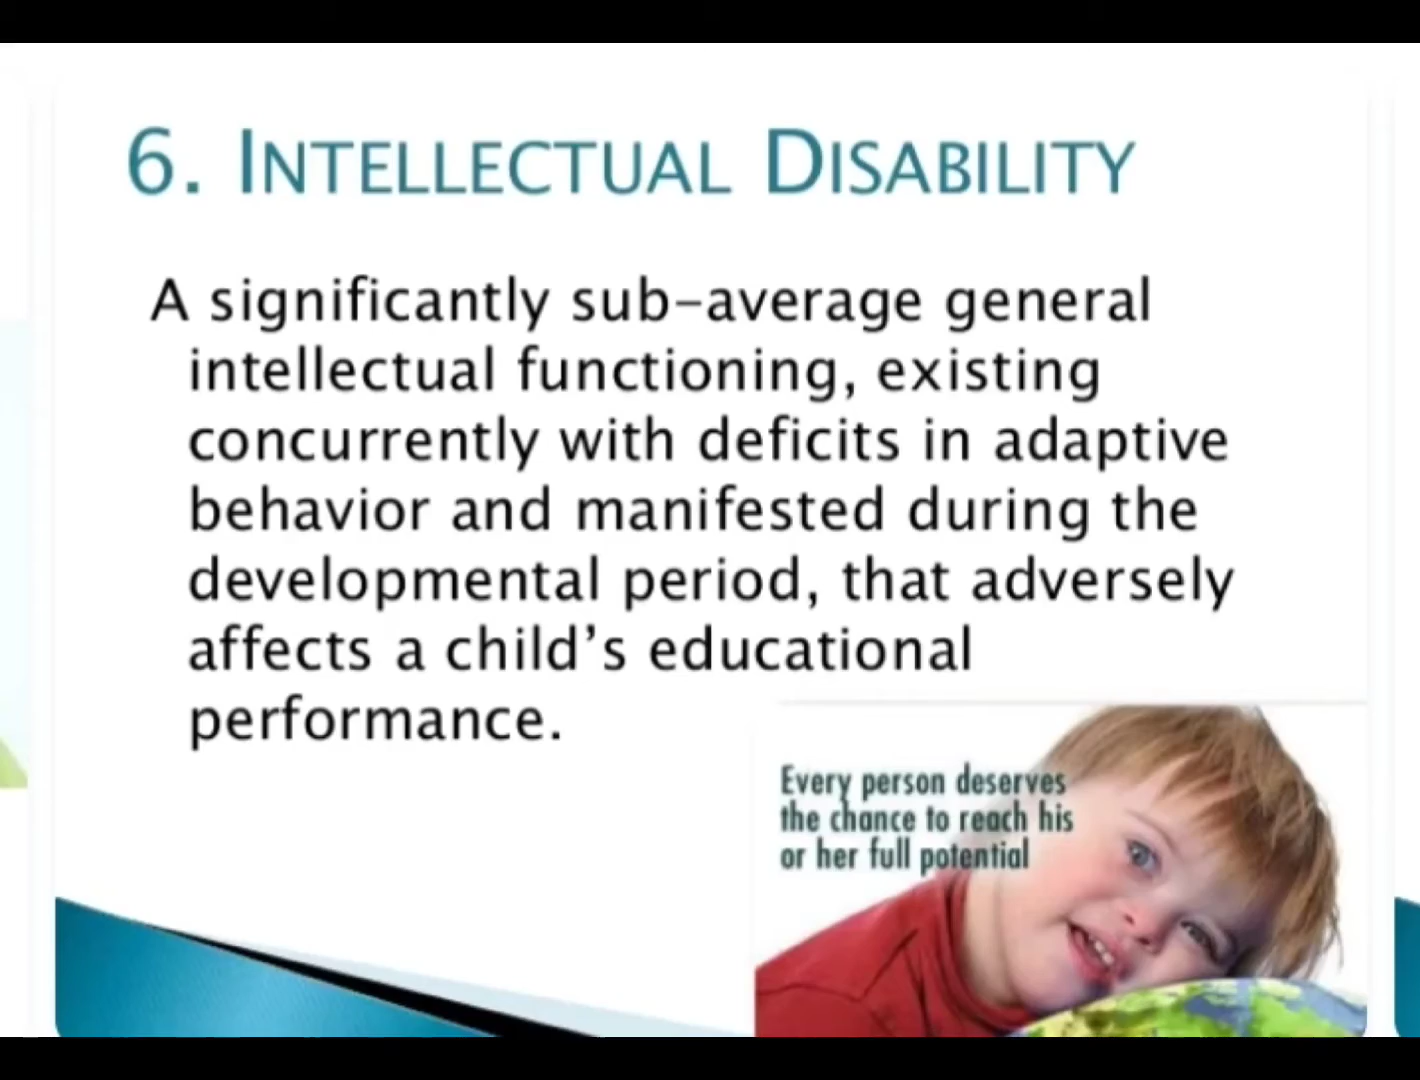 6. INTELLECTUAL DISABILITY
A significantly sub-average general
intellectual functioning, existing
concurrently with deficits in adaptive
behavior and manifested during the
developmental period, that adversely
affects a child's educational
performance.
Every person deserves
the chance to reach his
or her full potential